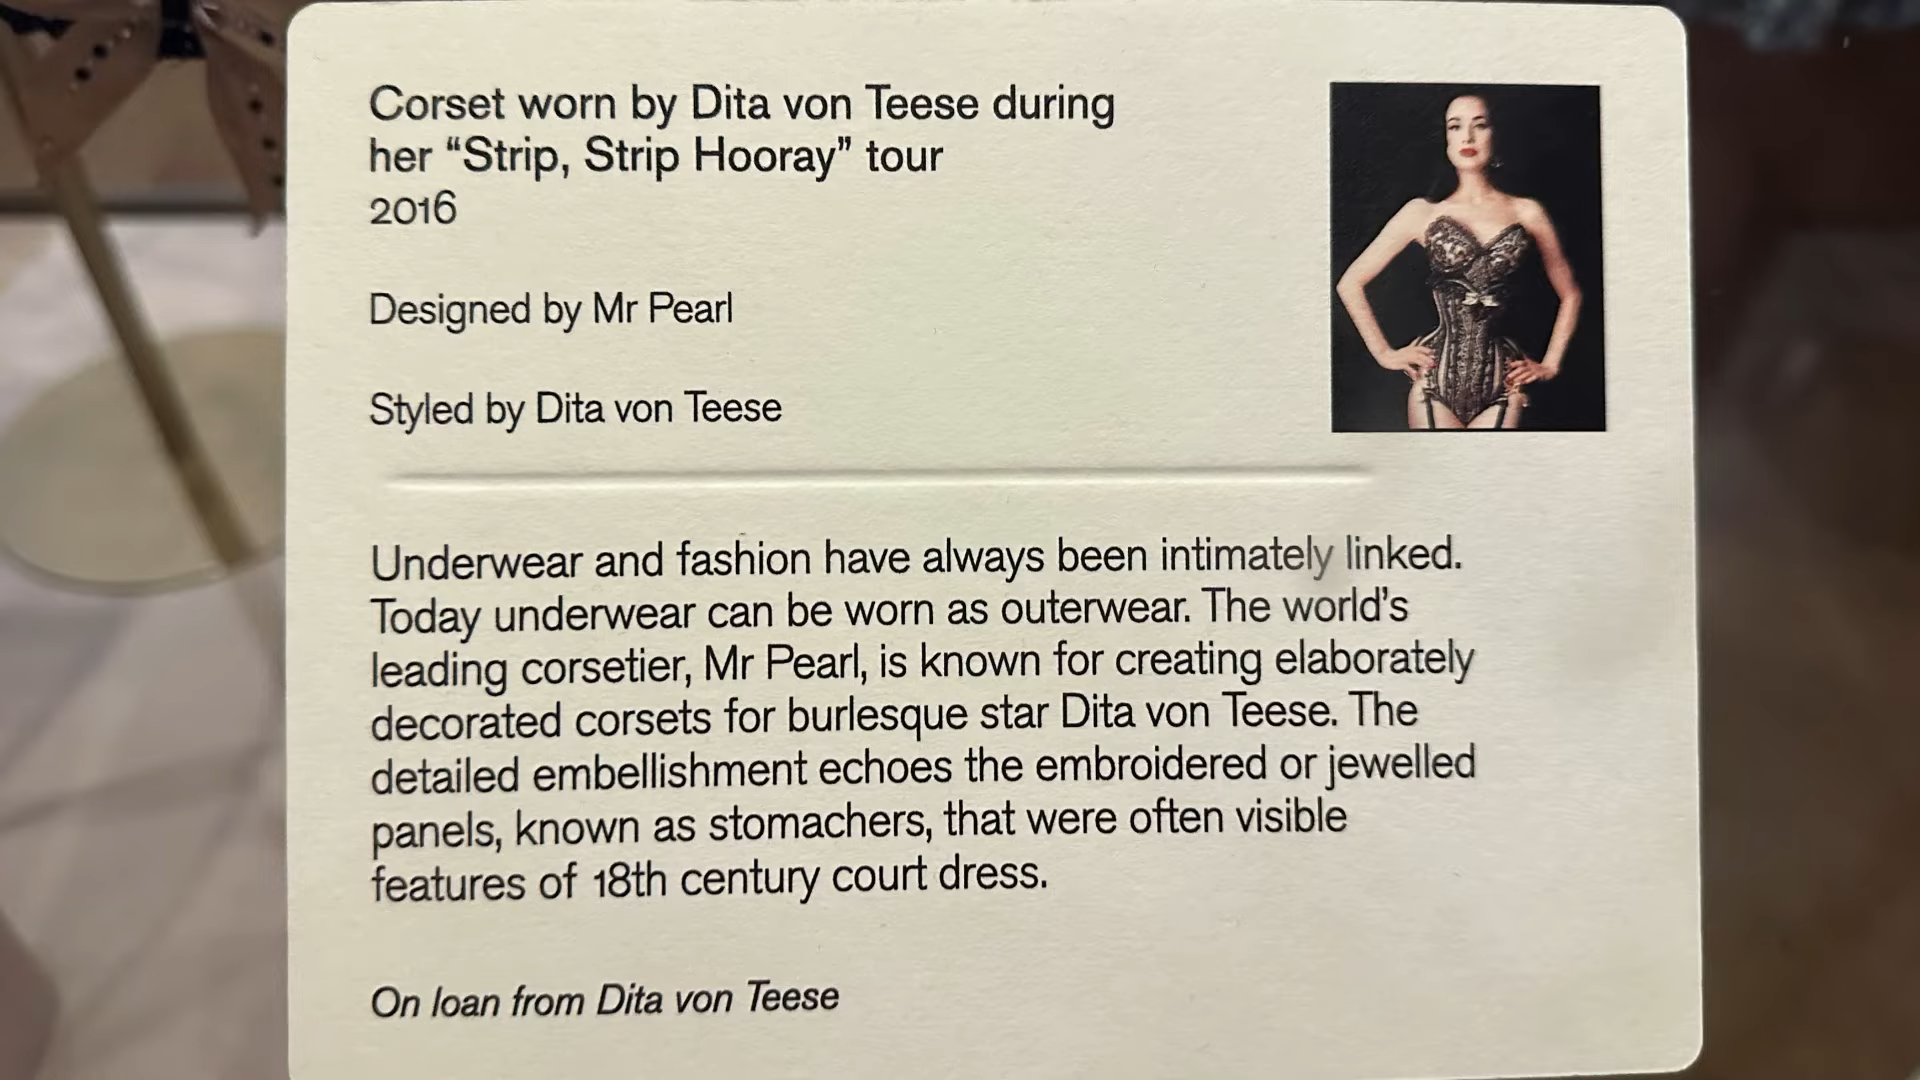 Corset worn by Dita von Teese during
her “Strip, Strip Hooray” tour
2016
Designed by Mr Pearl
Styled by Dita von Teese
Underwear and fashion have always been intimately linked.
Today underwear can be worn as outerwear. The world’s
leading corsetier, Mr Pearl, is known for creating elaborately
decorated corsets for burlesque star Dita von Teese. The
detailed embellishment echoes the embroidered or jewelled
panels, known as stomachers, that were often visible
features of 18th century court dress.
On loan from Dita von Teese